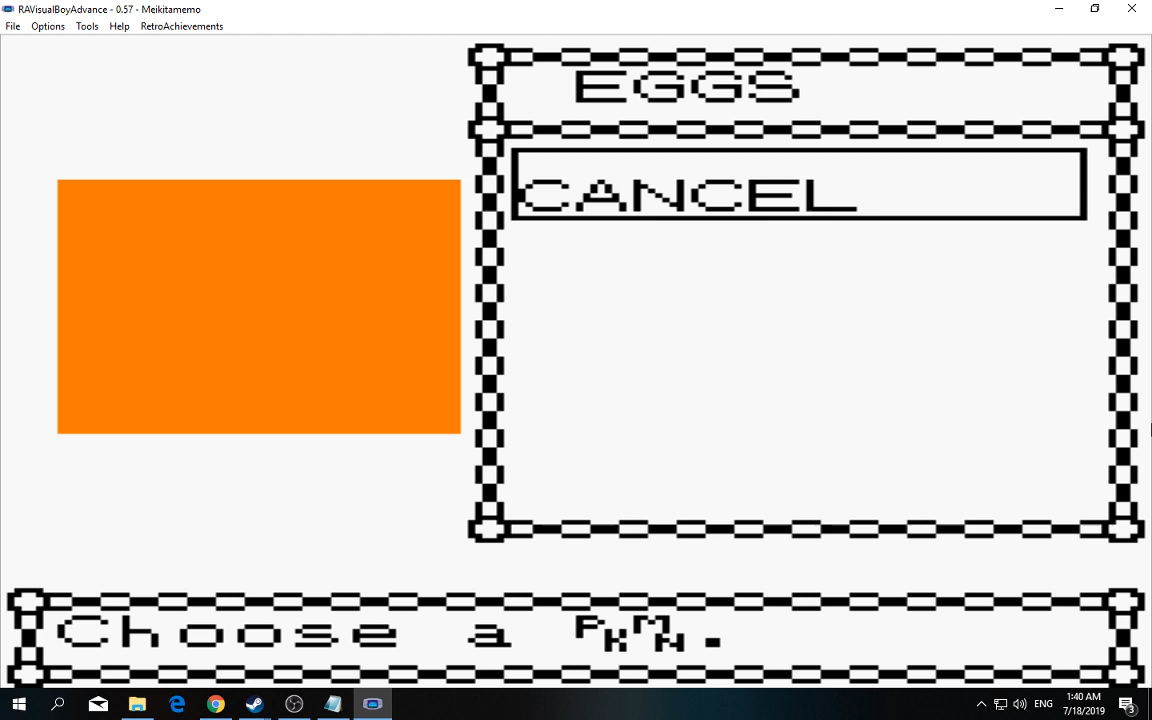 RAVisualBoyAdvance - 0.57 - Meikitamemo
File Options Tools Help RetroAchievements
EGGS
CANCEL
Choose a PKMN.
ENG
1:40 AM
7/18/2019
3